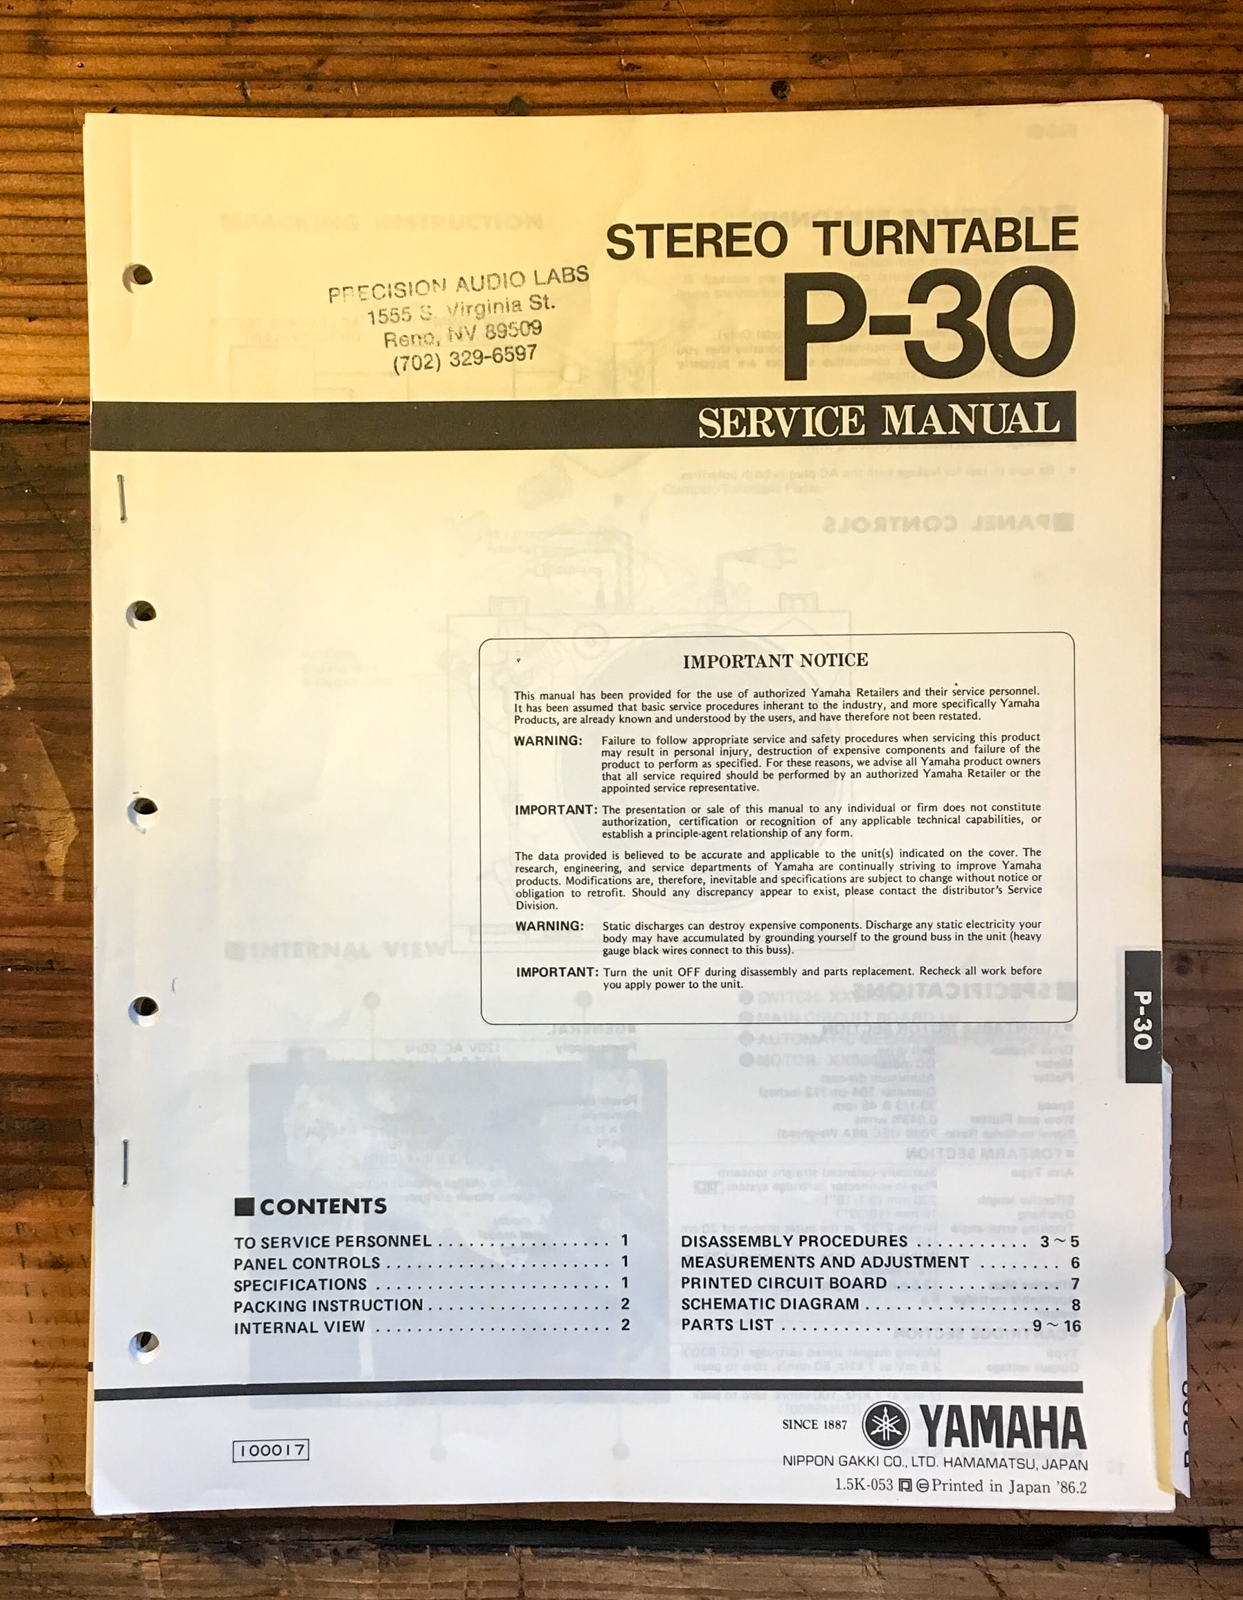 STEREO TURNTABLE
P-30
PRECISION AUDIO LABS
1555 S. Virginia St.
Reno, NV 89509
(702) 329-6597
SERVICE MANUAL
IMPORTANT NOTICE
This manual has been provided for the use of authorized Yamaha Retailers and their service personnel.
It has been assumed that basic service procedures inherant to the industry, and more specifically Yamaha
Products, are already known and understood by the users, and have therefore not been restated.
WARNING: Failure to follow appropriate service and safety procedures when servicing this product
may result in personal injury, destruction of expensive components and failure of the
product to perform as specified. For these reasons, we advise all Yamaha product owners
that all service required should be performed by an authorized Yamaha Retailer or the
appointed service representative.
IMPORTANT: The presentation or sale of this manual to any individual or firm does not constitute
authorization, certification or recognition of any applicable technical capabilities, or
establish a principle-agent relationship of any form.
The data provided is believed to be accurate and applicable to the unit(s) indicated on the cover. The
research, engineering, and service departments of Yamaha are continually striving to improve Yamaha
products. Modifications are, therefore, inevitable and specifications are subject to change without notice or
obligation to retrofit. Should any discrepancy appear to exist, please contact the distributor's Service
Division.
WARNING: Static discharges can destroy expensive components. Discharge any static electricity your
body may have accumulated by grounding yourself to the ground buss in the unit (heavy
gauge black wires connect to this buss).
IMPORTANT: Turn the unit OFF during disassembly and parts replacement. Recheck all work before
you apply power to the unit.
P-30
■ CONTENTS
TO SERVICE PERSONNEL ................ 1
PANEL CONTROLS ..................... 1
SPECIFICATIONS ...................... 1
PACKING INSTRUCTION ................. 2
INTERNAL VIEW ...................... 2
DISASSEMBLY PROCEDURES ........... 3~5
MEASUREMENTS AND ADJUSTMENT ........ 6
PRINTED CIRCUIT BOARD ................ 7
SCHEMATIC DIAGRAM ................... 8
PARTS LIST ....................... 9~16
100017
SINCE 1887 YAMAHA
NIPPON GAKKI CO., LTD. HAMAMATSU, JAPAN
1.5K-053 © Printed in Japan '86.2